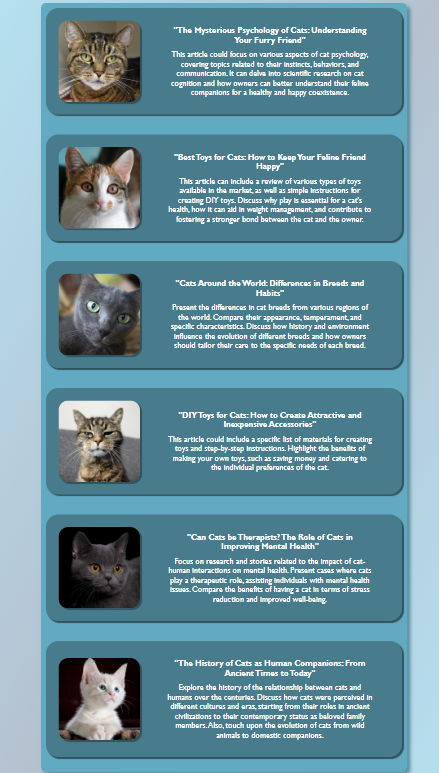 "The Mysterious Psychology of Cats: Understanding
Your Furry Friend"
This article could focus on various aspects of cat psychology,
covering topics related to their instincts, behaviors, and
communication. It can delve into scientific research on cat
cognition and how owners can better understand their feline
companions for a healthy and happy coexistence.
"Best Toys for Cats: How to Keep Your Feline Friend
Happy"
This article can include a review of various types of toys
available in the market, as well as simple instructions for
creating DIY toys. Discuss why play is essential for a cat's
health, how it can aid in weight management, and contribute to
fostering a stronger bond between the cat and the owner.
"Cats Around the World: Differences in Breeds and
Habits"
Present the differences in cat breeds from various regions of
the world. Compare their appearance, temperament, and
specific characteristics. Discuss how history and environment
influence the evolution of different breeds and how owners
should tailor their care to the specific needs of each breed.
"DIY Toys for Cats: How to Create Attractive and
Inexpensive Accessories"
This article could include a specific list of materials for creating
toys and step-by-step instructions. Highlight the benefits of
making your own toys, such as saving money and catering to
the individual preferences of the cat.
"Can Cats be Therapists? The Role of Cats in
Improving Mental Health"
Focus on research and stories related to the impact of cat-
human interactions on mental health. Present cases where cats
play a therapeutic role, assisting individuals with mental health
issues. Compare the benefits of having a cat in terms of stress
reduction and improved well-being.
"The History of Cats as Human Companions: From
Ancient Times to Today"
Explore the history of the relationship between cats and
humans over the centuries. Discuss how cats were perceived in
different cultures and eras, starting from their roles in ancient
civilizations to their contemporary status as beloved family
members. Also, touch upon the evolution of cats from wild
animals to domestic companions.